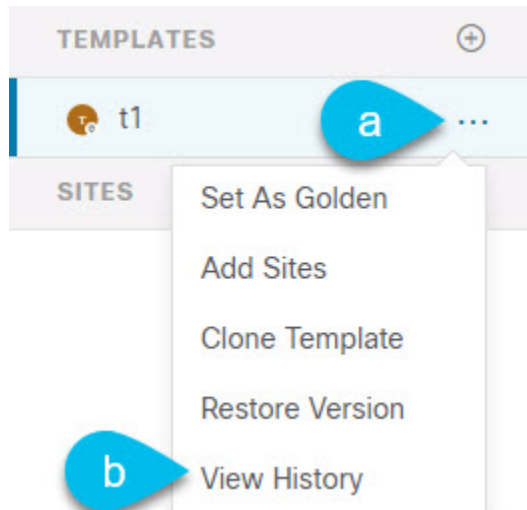 TEMPLATES
T t1
a
...
SITES
Set As Golden
Add Sites
Clone Template
Restore Version
b
View History